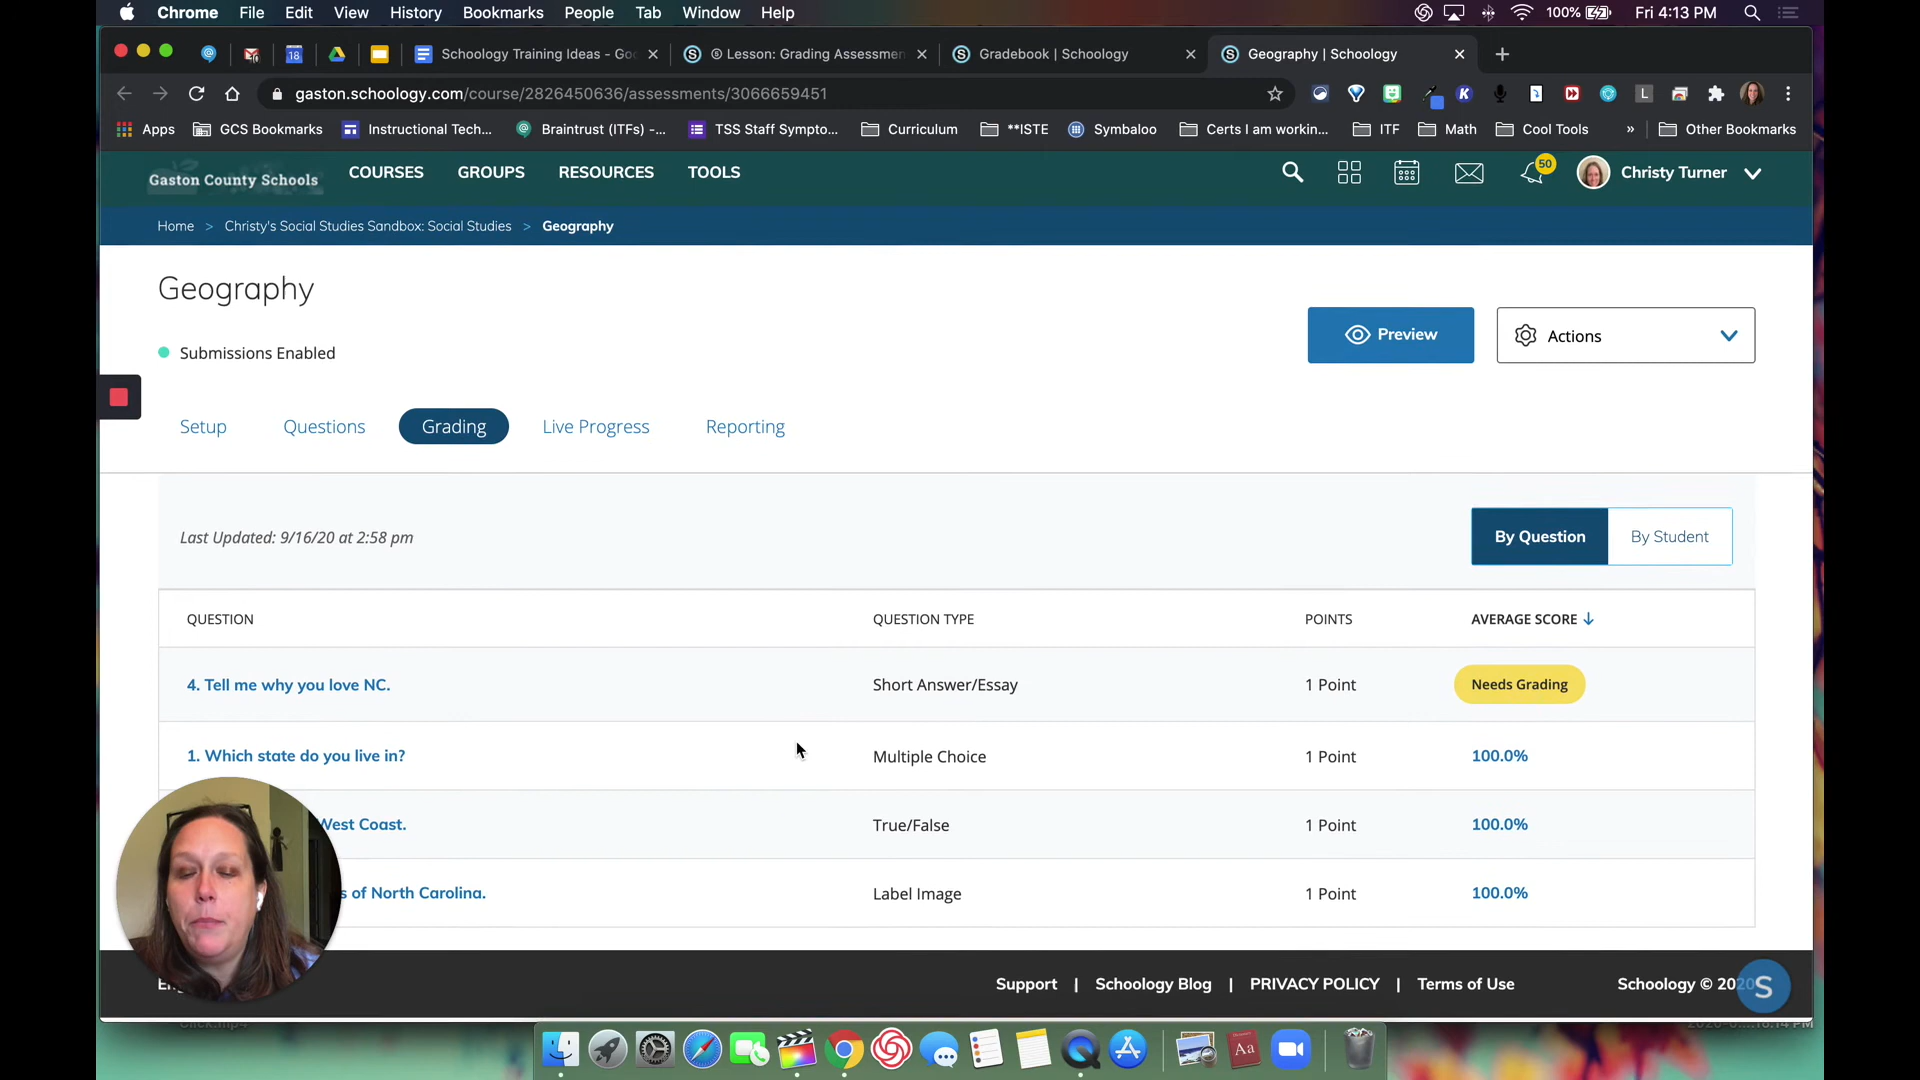 Chrome File Edit View History Bookmarks People Tab Window Help 100% Fri 4:13 PM
18 Schoology Training Ideas - Goo Lesson: Grading Assessmen Gradebook | Schoology Geography | Schoology
gaston.schoology.com/course/2826450636/assessments/3066659451
Apps GCS Bookmarks Instructional Tech... Braintrust (ITFs) -... TSS Staff Sympto... Curriculum **ISTE Symbaloo Certs I am workin... ITF Math Cool Tools » Other Bookmarks
Gaston County Schools COURSES GROUPS RESOURCES TOOLS 50 Christy Turner
Home > Christy's Social Studies Sandbox: Social Studies > Geography
Geography
Preview Actions
Submissions Enabled
Setup Questions Grading Live Progress Reporting
Last Updated: 9/16/20 at 2:58 pm By Question By Student
QUESTION QUESTION TYPE POINTS AVERAGE SCORE
4. Tell me why you love NC. Short Answer/Essay 1 Point Needs Grading
1. Which state do you live in? Multiple Choice 1 Point 100.0%
West Coast. True/False 1 Point 100.0%
of North Carolina. Label Image 1 Point 100.0%
Support | Schoology Blog | PRIVACY POLICY | Terms of Use Schoology © 2020 S